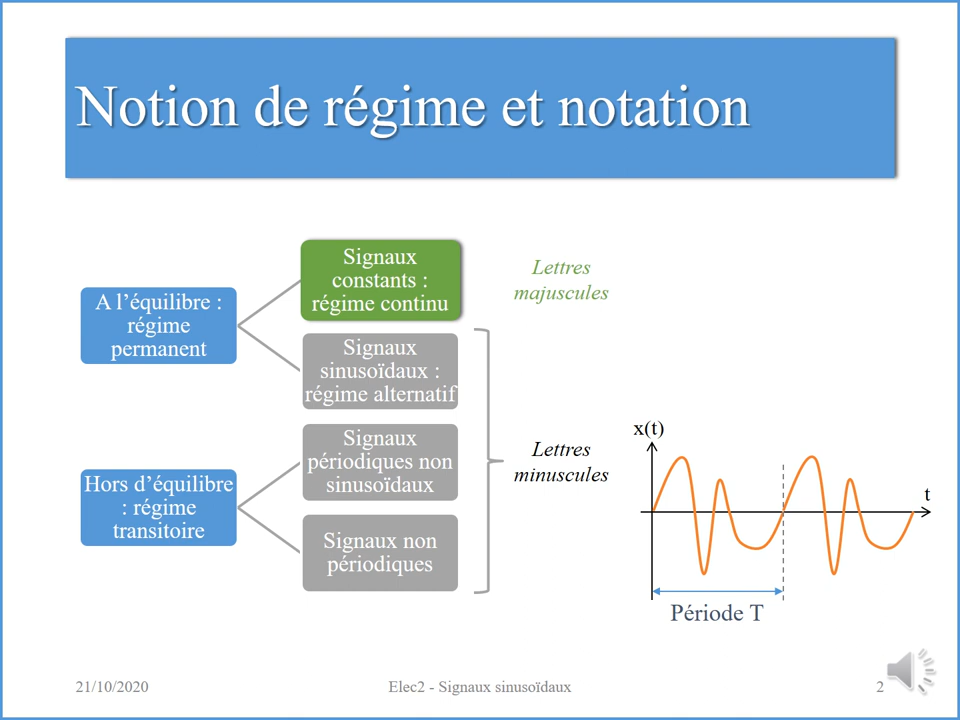 Notion de régime et notation
A l'équilibre :
régime
permanent
Signaux
constants :
régime continu
Lettres
majuscules
Signaux
sinusoïdaux :
régime alternatif
Hors d'équilibre
: régime
transitoire
Signaux
périodiques non
sinusoïdaux
Signaux non
périodiques
Lettres
minuscules
x(t)
t
Période T
21/10/2020
Elec2 - Signaux sinusoïdaux
2